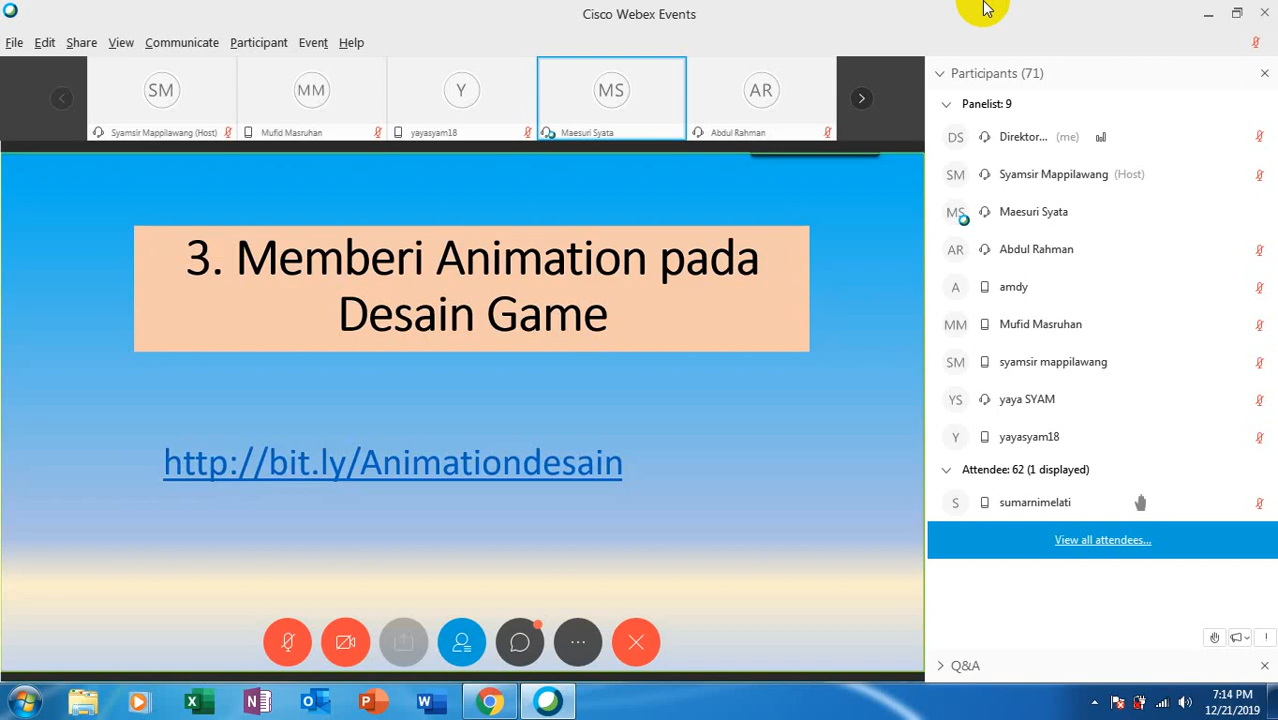 Cisco Webex Events
File Edit Share View Communicate Participant Event Help
SM MM Y MS AR
Syamsir Mappilawang (Host) Mufid Masruhan yayasyam18 Maesuri Syata Abdul Rahman
3. Memberi Animation pada
Desain Game
http://bit.ly/Animationdesain
Participants (71)
Panelist: 9
DS Direktor... (me)
SM Syamsir Mappilawang (Host)
MS Maesuri Syata
AR Abdul Rahman
A amdy
MM Mufid Masruhan
SM syamsir mappilawang
YS yaya SYAM
Y yayasyam18
Attendee: 62 (1 displayed)
S sumarnimelati
View all attendees...
Q&A
7:14 PM
12/21/2019